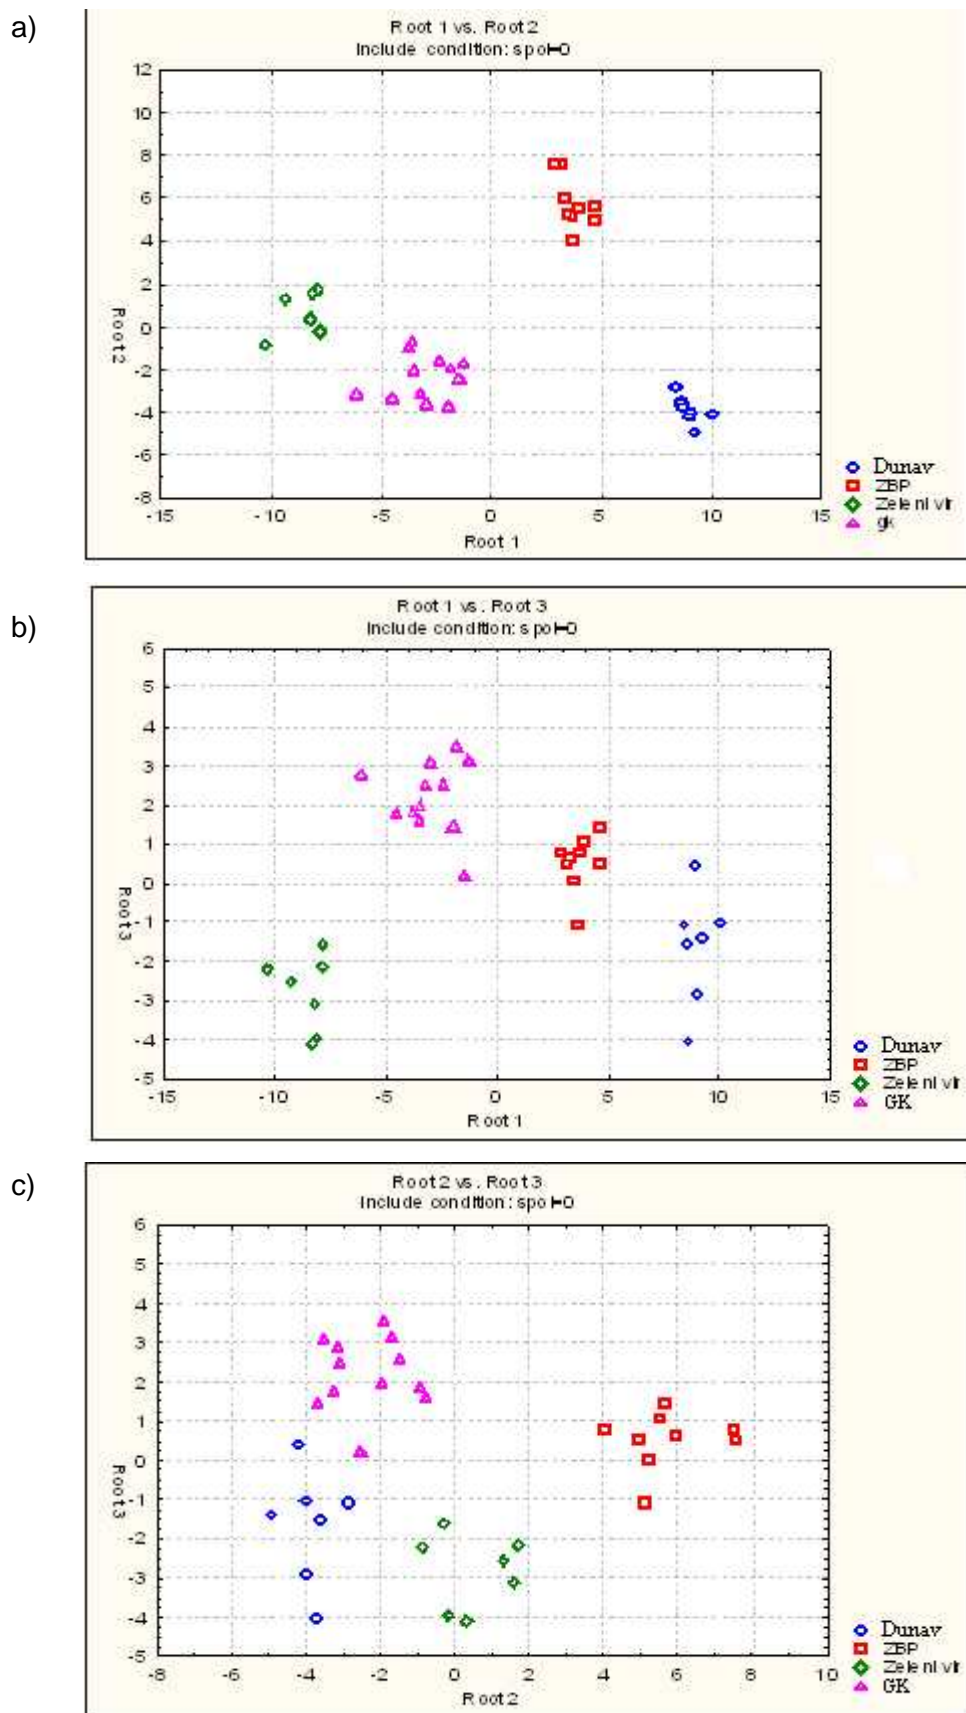 a)
Root 1 vs. Root 2
Include condition: spol=0
12
10
8
6
4
2
0
-2
-4
-6
-8
Root 2
-15 -10 -5 0 5 10 15
Root 1
Dunav
ZBP
Zeleni vir
gk
b)
Root 1 vs. Root 3
Include condition: spol=0
6
5
4
3
2
1
0
-1
-2
-3
-4
-5
Root 3
-15 -10 -5 0 5 10 15
Root 1
Dunav
ZBP
Zeleni vir
GK
c)
Root 2 vs. Root 3
Include condition: spol=0
6
5
4
3
2
1
0
-1
-2
-3
-4
-5
Root 3
-8 -6 -4 -2 0 2 4 6 8 10
Root 2
Dunav
ZBP
Zeleni vir
GK